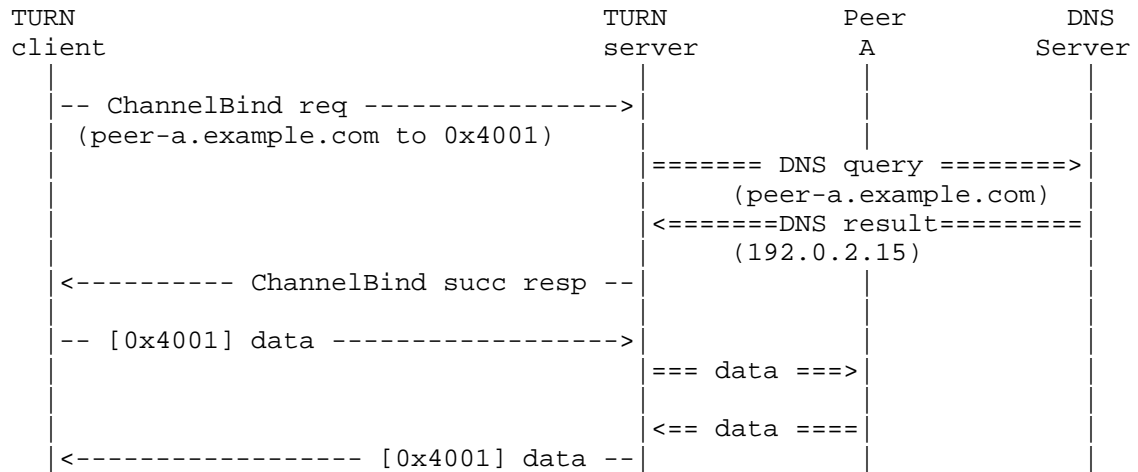 TURN                                 TURN           Peer          DNS
client                               server          A          Server
  |                                    |             |             |
  |-- ChannelBind req ---------------->|             |             |
  | (peer-a.example.com to 0x4001)     |             |             |
  |                                    |======= DNS query ========>|
  |                                    |     (peer-a.example.com)  |
  |                                    |<=======DNS result=========|
  |                                    |     (192.0.2.15)          |
  |<---------- ChannelBind succ resp --|             |             |
  |                                    |             |             |
  |-- [0x4001] data ------------------>|             |             |
  |                                    |=== data ===>|             |
  |                                    |             |             |
  |                                    |<== data ====|             |
  |<------------------ [0x4001] data --|             |             |